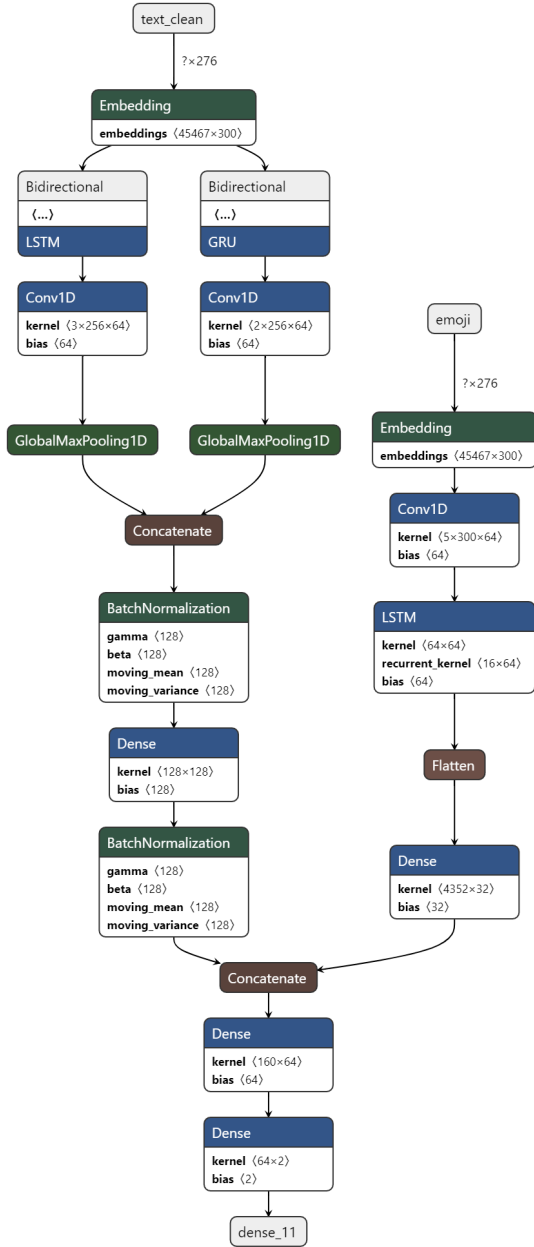 text_clean
?×276
Embedding
embeddings ⟨45467×300⟩
Bidirectional
⟨...⟩
LSTM
Bidirectional
⟨...⟩
GRU
Conv1D
kernel ⟨3×256×64⟩
bias ⟨64⟩
Conv1D
kernel ⟨2×256×64⟩
bias ⟨64⟩
GlobalMaxPooling1D
GlobalMaxPooling1D
Concatenate
BatchNormalization
gamma ⟨128⟩
beta ⟨128⟩
moving_mean ⟨128⟩
moving_variance ⟨128⟩
Dense
kernel ⟨128×128⟩
bias ⟨128⟩
BatchNormalization
gamma ⟨128⟩
beta ⟨128⟩
moving_mean ⟨128⟩
moving_variance ⟨128⟩
emoji
?×276
Embedding
embeddings ⟨45467×300⟩
Conv1D
kernel ⟨5×300×64⟩
bias ⟨64⟩
LSTM
kernel ⟨64×64⟩
recurrent_kernel ⟨16×64⟩
bias ⟨64⟩
Flatten
Dense
kernel ⟨4352×32⟩
bias ⟨32⟩
Concatenate
Dense
kernel ⟨160×64⟩
bias ⟨64⟩
Dense
kernel ⟨64×2⟩
bias ⟨2⟩
dense_11